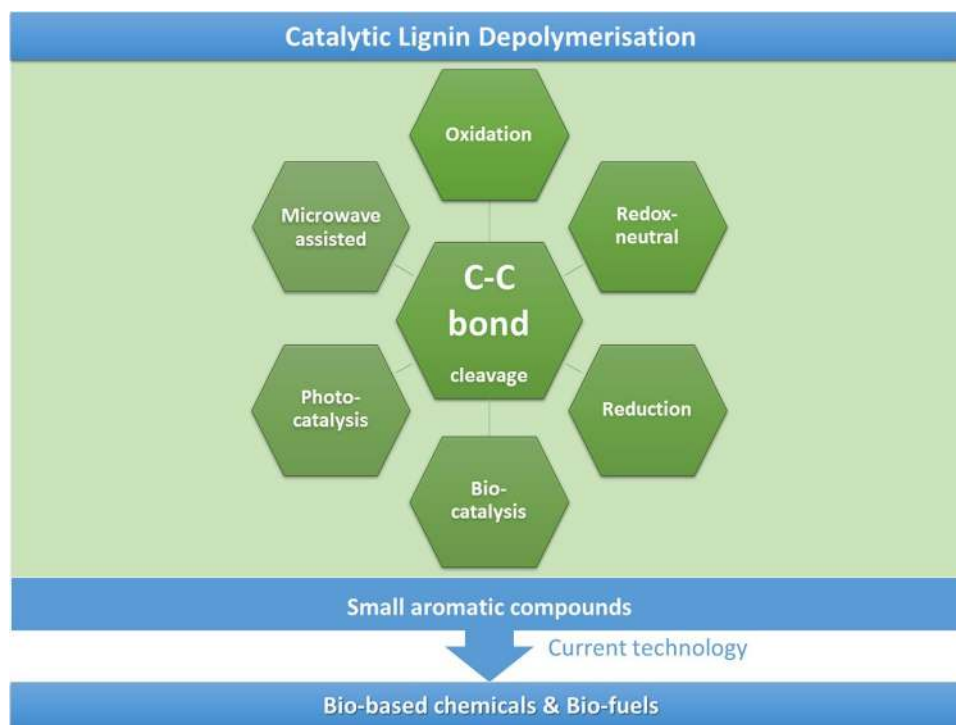 Catalytic Lignin Depolymerisation
Oxidation
Microwave
assisted
Redox-
neutral
C-C
bond
cleavage
Photo-
catalysis
Reduction
Bio-
catalysis
Small aromatic compounds
Current technology
Bio-based chemicals & Bio-fuels